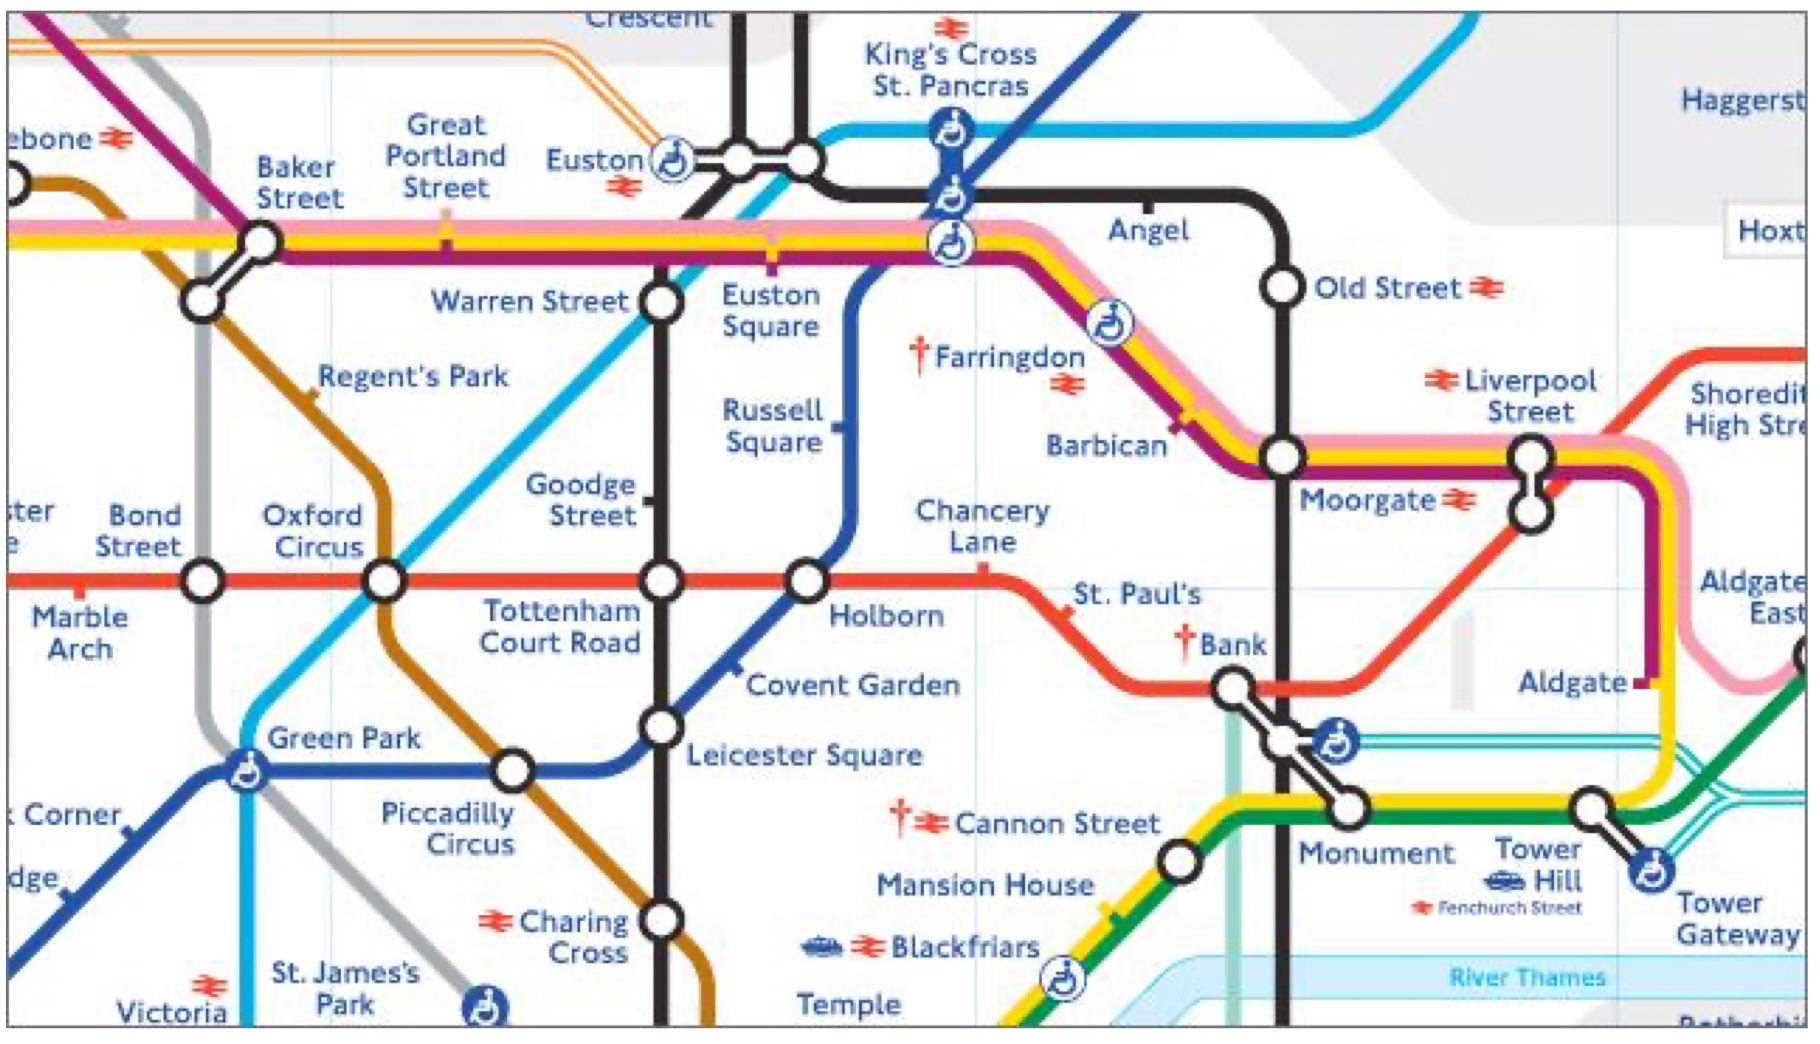 Crescent
King's Cross
St. Pancras
Haggerst
ebone
Great
Portland
Street
Baker
Street
Euston
Angel
Hoxt
Old Street
Warren Street
Euston
Square
Farringdon
Liverpool
Street
Regent's Park
Shoredit
High Stre
Russell
Square
Barbican
Goodge
Street
Moorgate
ster
e
Bond
Street
Oxford
Circus
Chancery
Lane
Marble
Arch
Tottenham
Court Road
Holborn
St. Paul's
Aldgate
East
Bank
Covent Garden
Aldgate
Green Park
Leicester Square
Corner
Piccadilly
Circus
Cannon Street
Monument
Tower
Hill
Fenchurch Street
dge
Mansion House
Tower
Gateway
Charing
Cross
Blackfriars
St. James's
Park
Victoria
Temple
River Thames